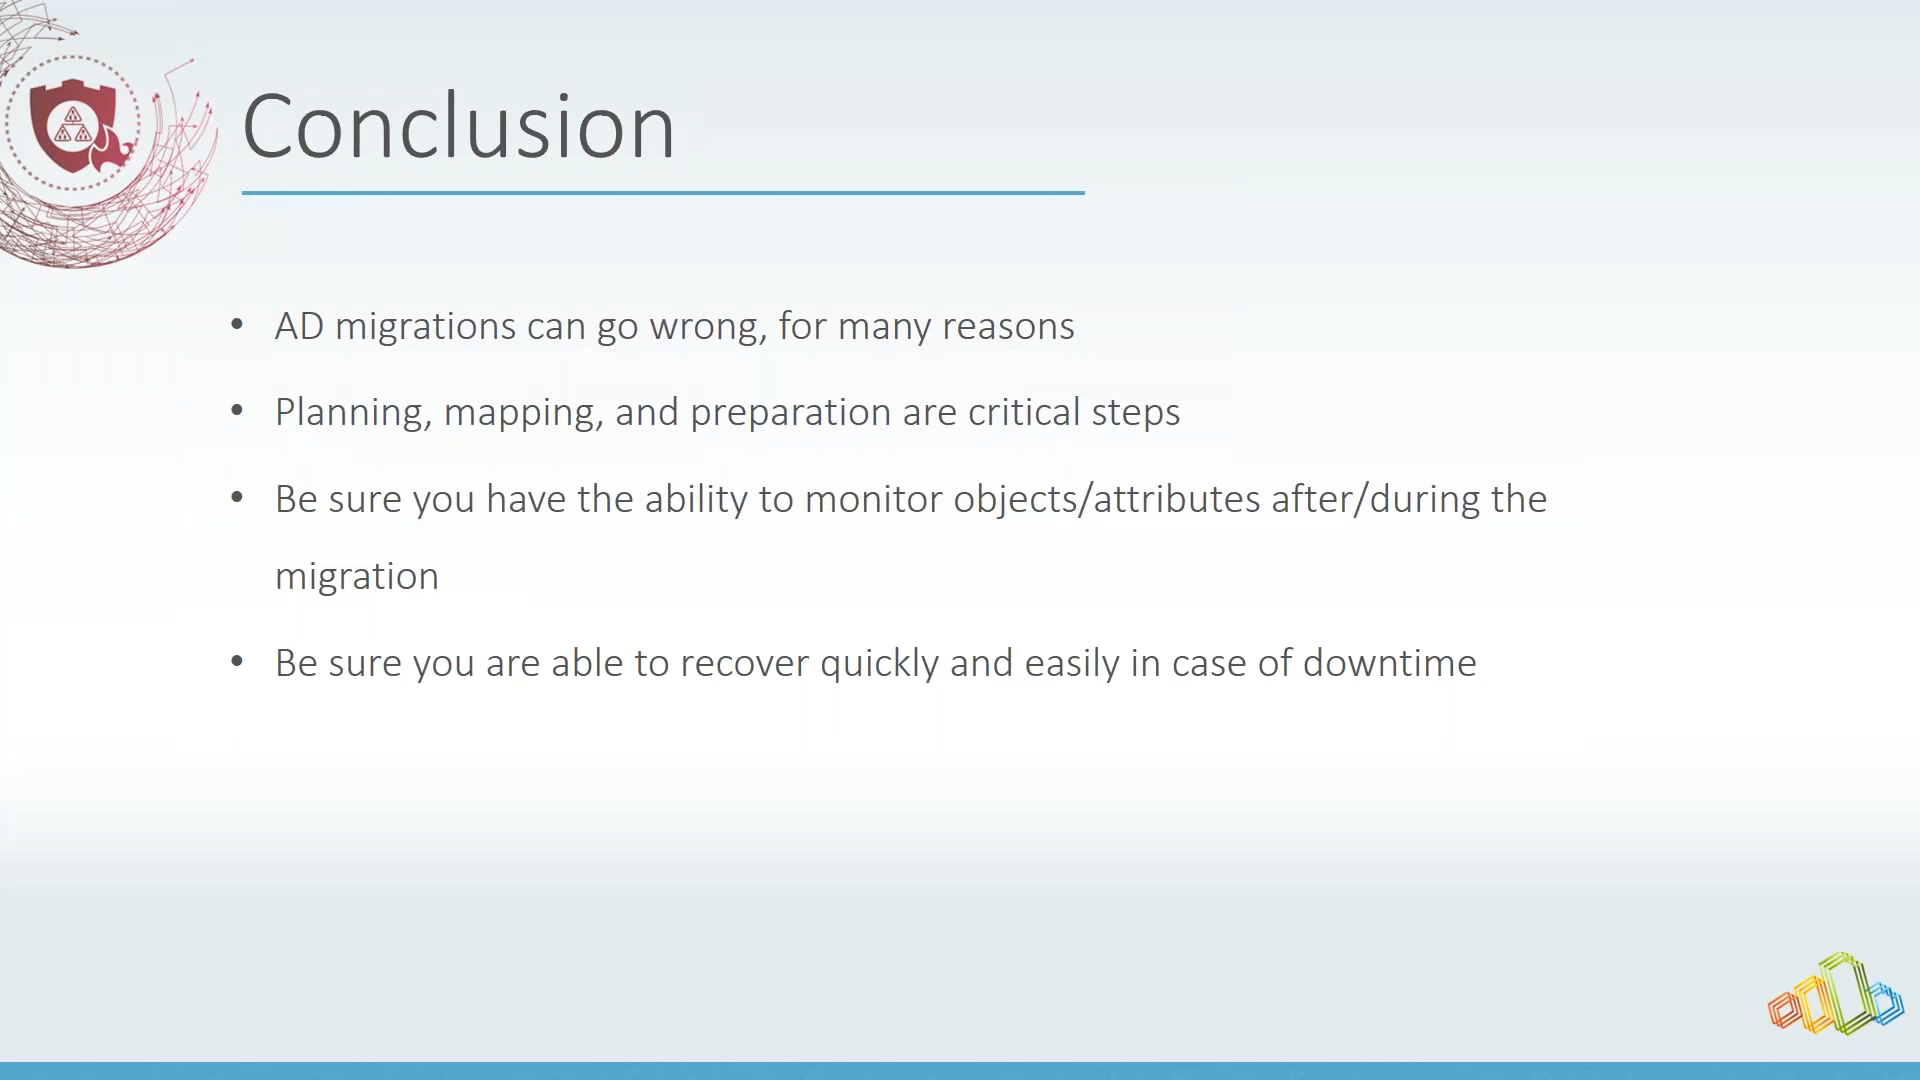 Conclusion
• AD migrations can go wrong, for many reasons
• Planning, mapping, and preparation are critical steps
• Be sure you have the ability to monitor objects/attributes after/during the
migration
• Be sure you are able to recover quickly and easily in case of downtime